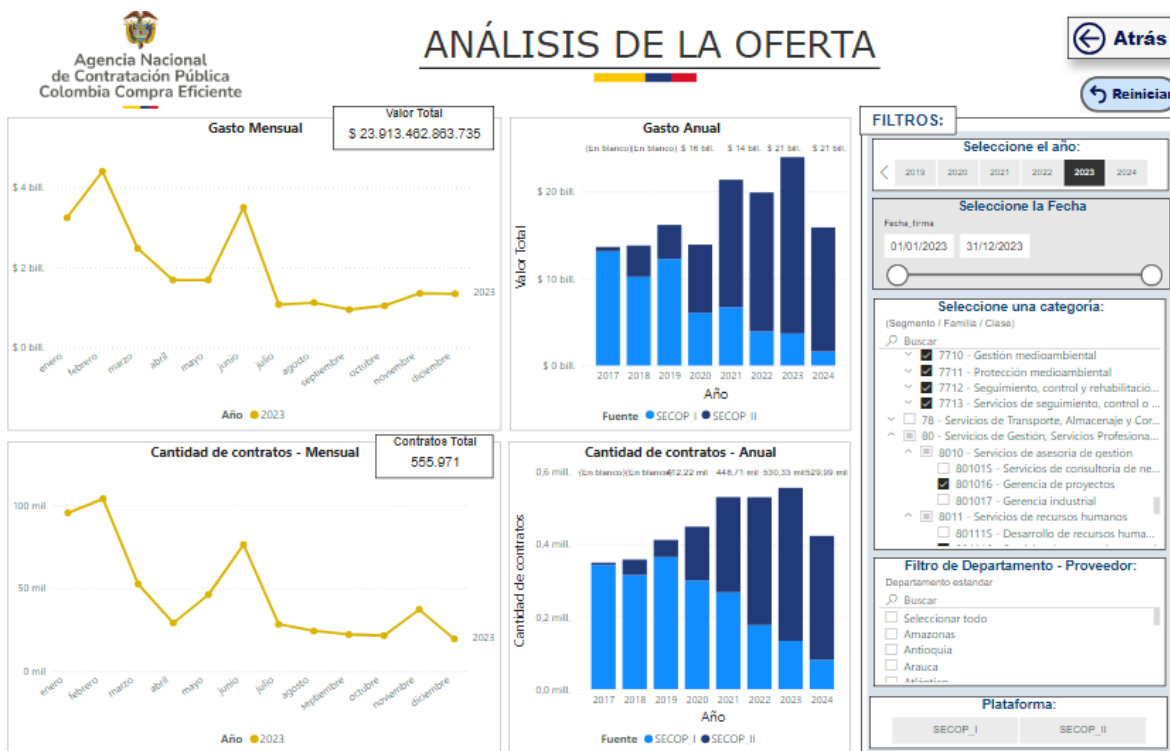 Agencia Nacional
de Contratación Pública
Colombia Compra Eficiente
ANÁLISIS DE LA OFERTA
Atrás
Reiniciar
Gasto Mensual
Valor Total
$ 23.913.462.863.735
$ 4 bill.
$ 2 bill.
$ 0 bill.
2023
enero
febrero
marzo
abril
mayo
junio
julio
agosto
septiembre
octubre
noviembre
diciembre
Año 2023
Gasto Anual
(En blanco)(En blanco) $ 16 bill. $ 14 bill. $ 21 bill. $ 21 bill.
Valor Total
$ 20 bill.
$ 10 bill.
$ 0 bill.
2017 2018 2019 2020 2021 2022 2023 2024
Año
Fuente SECOP_I SECOP_II
Cantidad de contratos - Mensual
Contratos Total
555.971
100 mil
50 mil
0 mil
2023
enero
febrero
marzo
abril
mayo
junio
julio
agosto
septiembre
octubre
noviembre
diciembre
Año 2023
Cantidad de contratos - Anual
(En blanco)(En blanco) 446,71 mil 530,33 mil 529,99 mil
Cantidad de contratos
0,6 mill.
0,4 mill.
0,2 mill.
0,0 mill.
2017 2018 2019 2020 2021 2022 2023 2024
Año
Fuente SECOP_I SECOP_II
FILTROS:
Seleccione el año:
2019 2020 2021 2022 2023 2024
Seleccione la Fecha
Fecha_firma
01/01/2023 31/12/2023
Seleccione una categoría:
(Segmento / Familia / Clase)
Buscar
7710 - Gestión medioambiental
7711 - Protección medioambiental
7712 - Seguimiento, control y rehabilitació...
7713 - Servicios de seguimiento, control o ...
78 - Servicios de Transporte, Almacenaje y Cor...
80 - Servicios de Gestión, Servicios Profesiona...
8010 - Servicios de asesoría de gestión
801015 - Servicios de consultoria de ne...
801016 - Gerencia de proyectos
801017 - Gerencia industrial
8011 - Servicios de recursos humanos
801115 - Desarrollo de recursos huma...
Filtro de Departamento - Proveedor:
Departamento estandar
Buscar
Seleccionar todo
Amazonas
Antioquia
Arauca
Plataforma:
SECOP_I SECOP_II